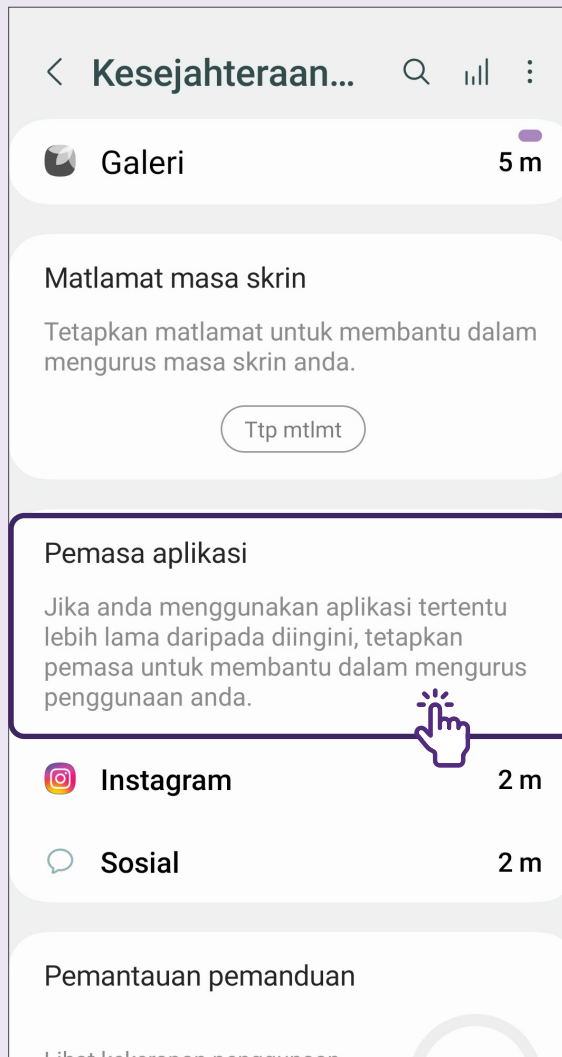 Kesejahteraan...
Galeri
5 m
Matlamat masa skrin
Tetapkan matlamat untuk membantu dalam
mengurus masa skrin anda.
Ttp mtlmt
Pemasa aplikasi
Jika anda menggunakan aplikasi tertentu
lebih lama daripada diingini, tetapkan
pemasa untuk membantu dalam mengurus
penggunaan anda.
Instagram
2 m
Sosial
2 m
Pemantauan pemanduan